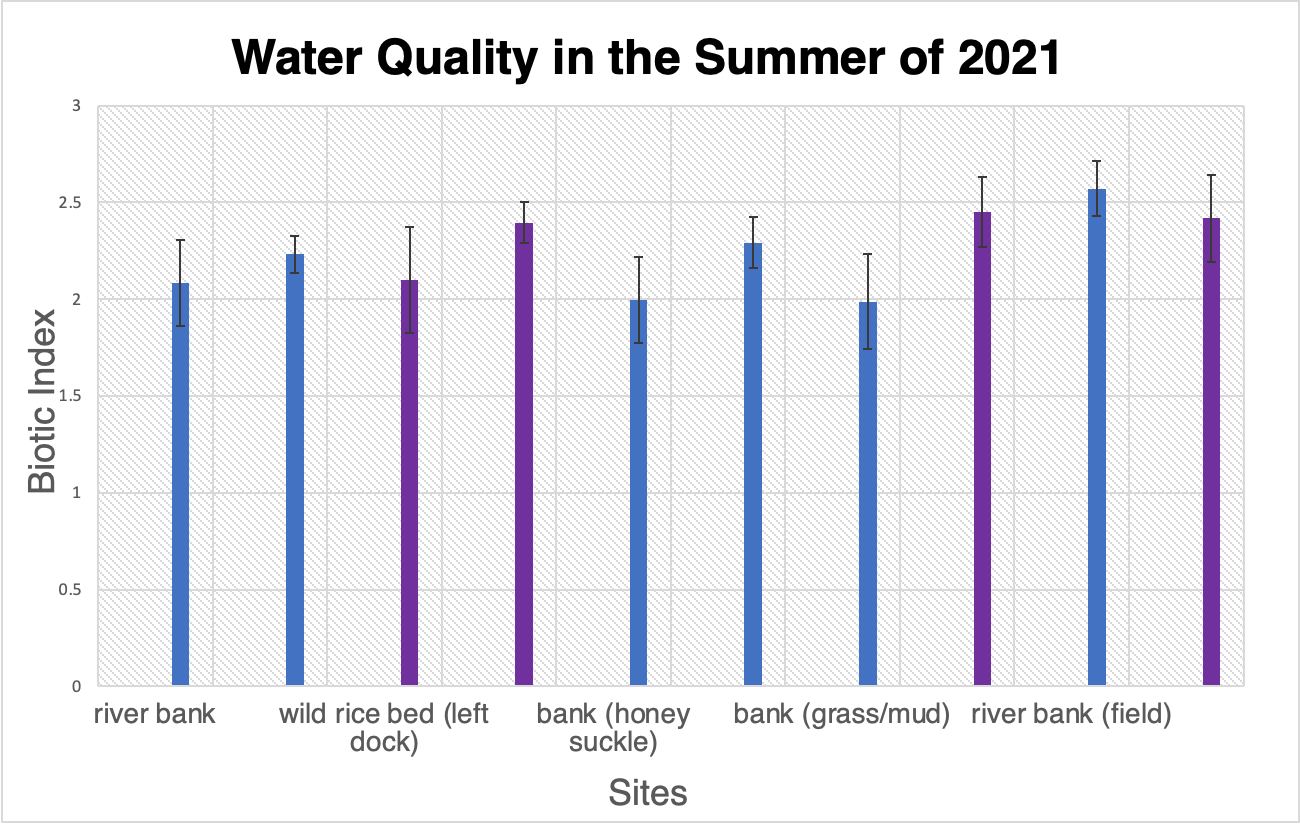 Water Quality in the Summer of 2021
3
2.5
2
1.5
1
0.5
0
Biotic Index
river bank
wild rice bed (left
dock)
bank (honey
suckle)
bank (grass/mud)
river bank (field)
Sites